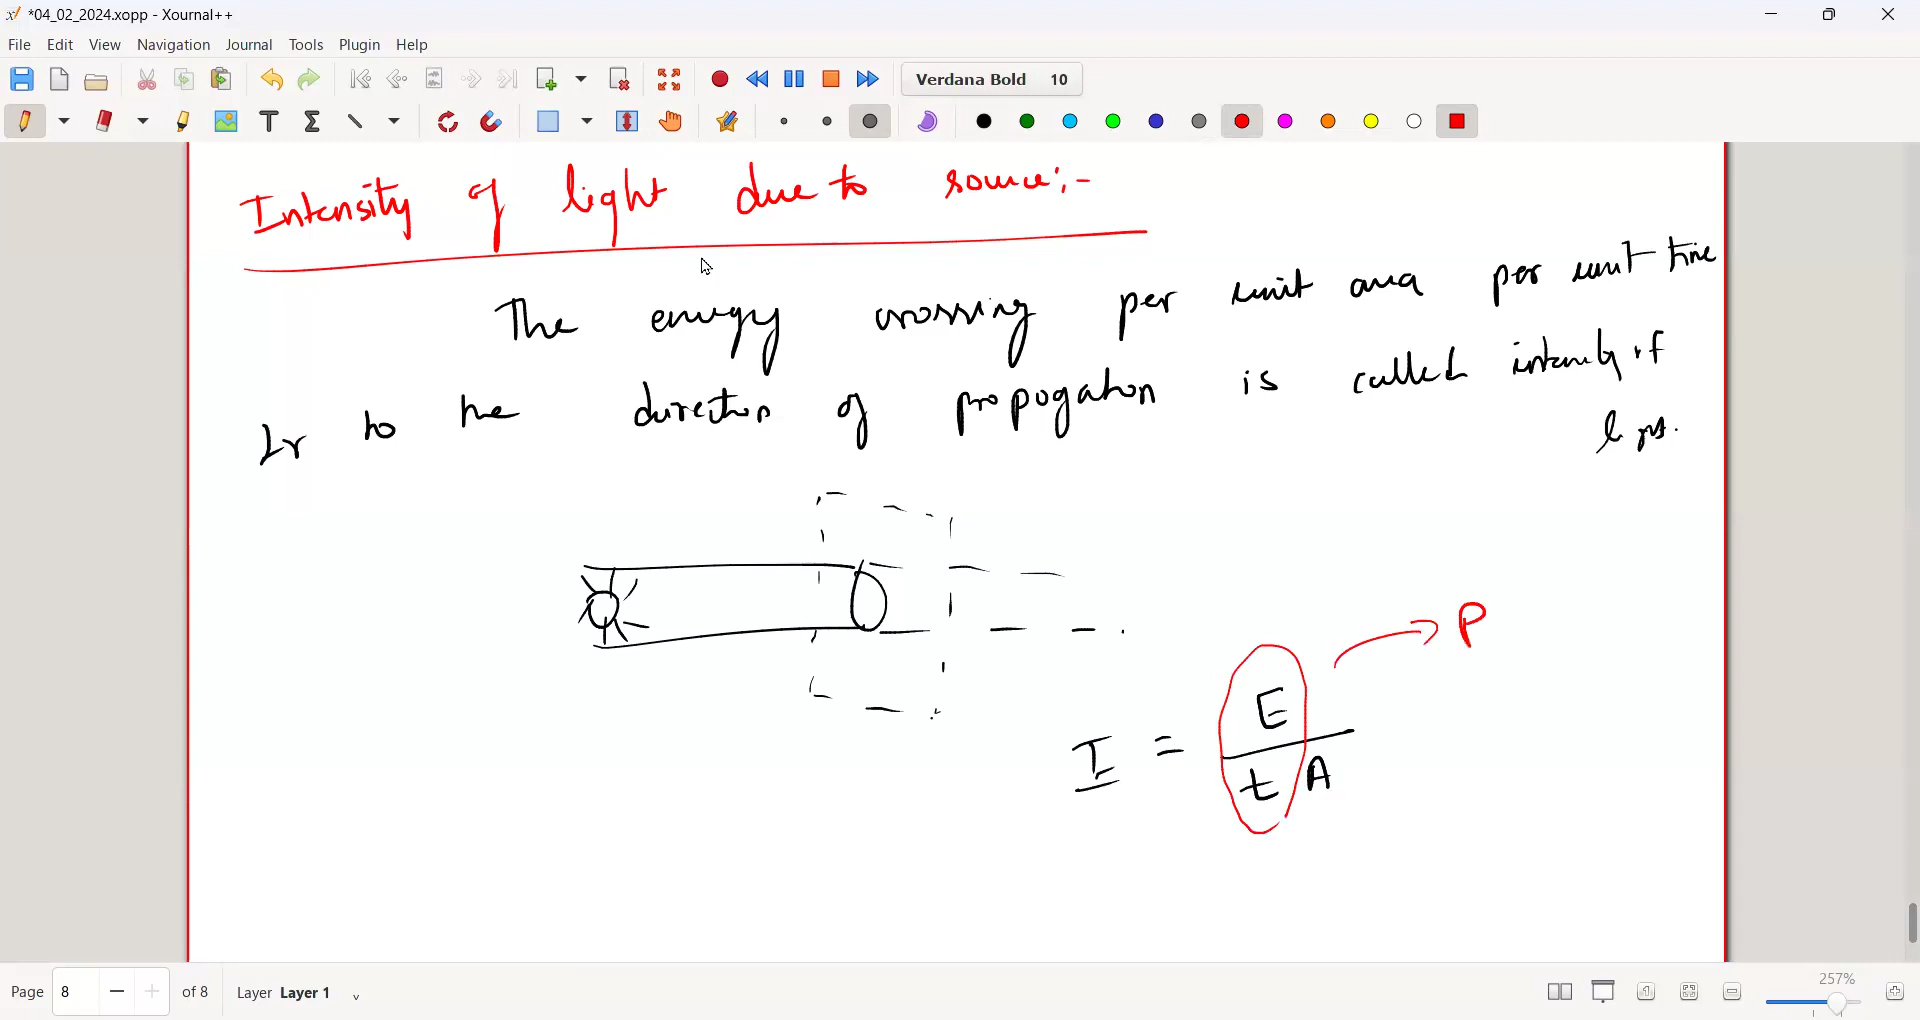 *04_02_2024.xopp - Xournal++
File Edit View Navigation Journal Tools Plugin Help
Verdana Bold 10
Intensity of light due to source:-
The energy crossing per unit area per unit time
⊥r to the direction of propogation is called intensity of
light.
P
I = E
t A
Page 8 of 8 Layer Layer 1
257%